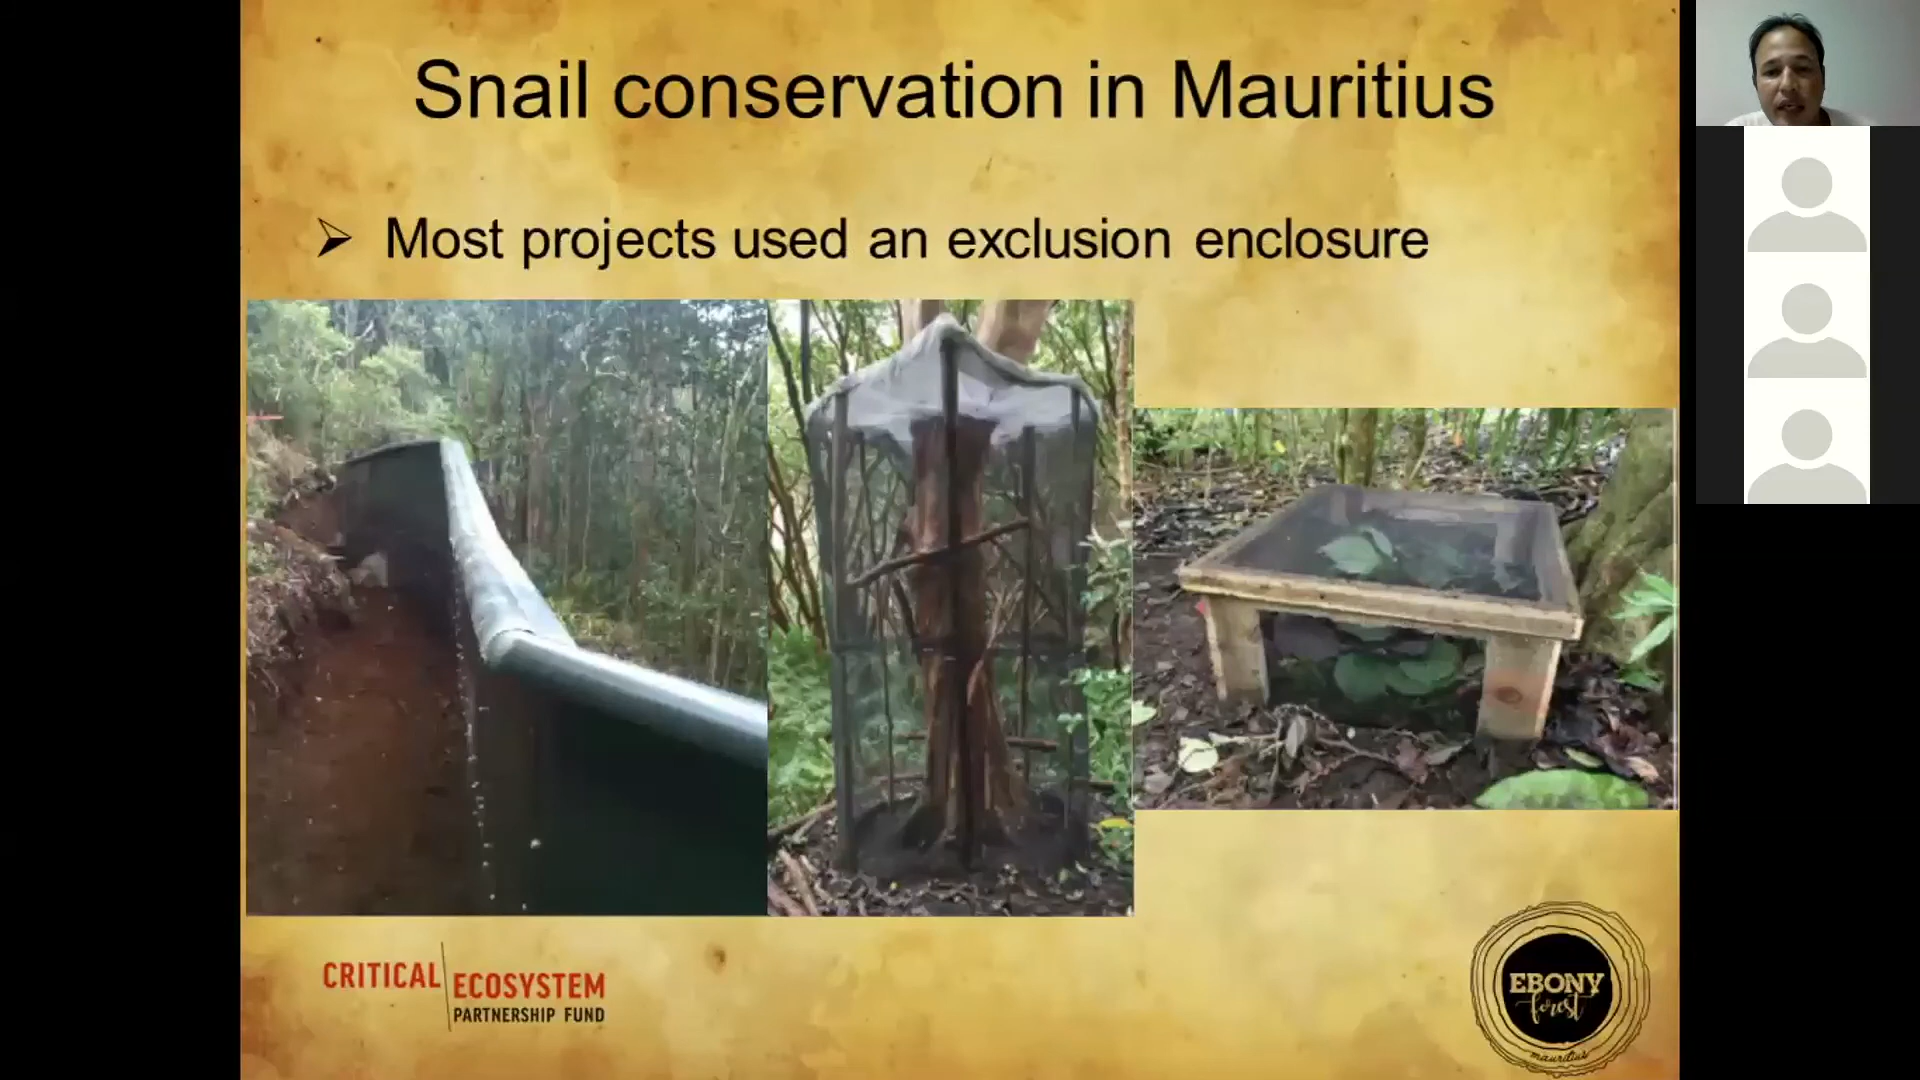 Snail conservation in Mauritius
➢ Most projects used an exclusion enclosure
CRITICAL ECOSYSTEM
PARTNERSHIP FUND
EBONY
forest
mauritius